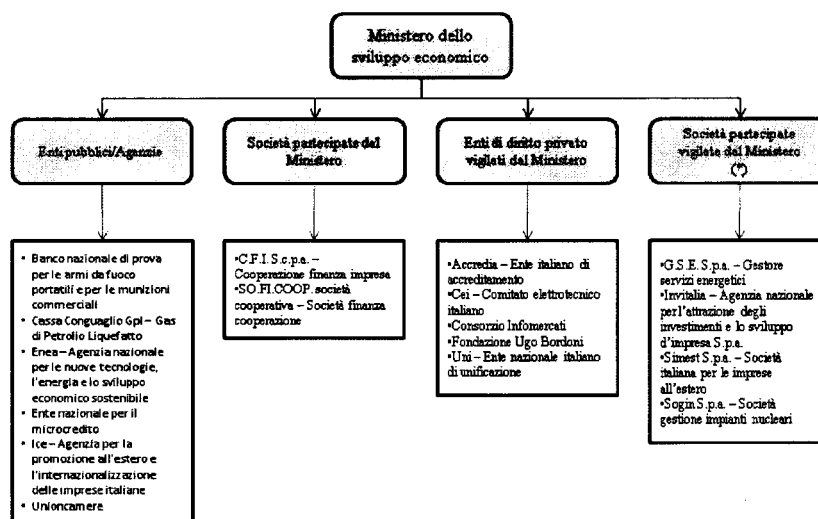 Ministero dello
sviluppo economico
Enti pubblici/Agenzie
Società partecipate dal
Ministero
Enti di diritto privato
vigilati dal Ministero
Società partecipate
vigilate dal Ministero
(*)
• Banco nazionale di prova
per le armi da fuoco
portatili e per le munizioni
commerciali
• Cassa Conguaglio Gpl – Gas
di Petrolio Liquefatto
• Enea – Agenzia nazionale
per le nuove tecnologie,
l'energia e lo sviluppo
economico sostenibile
• Ente nazionale per il
microcredito
• Ice – Agenzia per la
promozione all'estero e
l'internazionalizzazione
delle imprese italiane
• Unioncamere
•C.F.I. S.c.p.a. –
Cooperazione finanza impresa
•SO.FI.COOP. società
cooperativa – Società finanza
cooperazione
•Accredia – Ente italiano di
accreditamento
•Cei – Comitato elettrotecnico
italiano
•Consorzio Infomercati
•Fondazione Ugo Bordoni
•Uni – Ente nazionale italiano
di unificazione
•G.S.E. S.p.a. – Gestore
servizi energetici
•Invitalia – Agenzia nazionale
per l'attrazione degli
investimenti e lo sviluppo
d'impresa S.p.a.
•Simest S.p.a. – Società
italiana per le imprese
all'estero
•Sogin S.p.a. – Società
gestione impianti nucleari